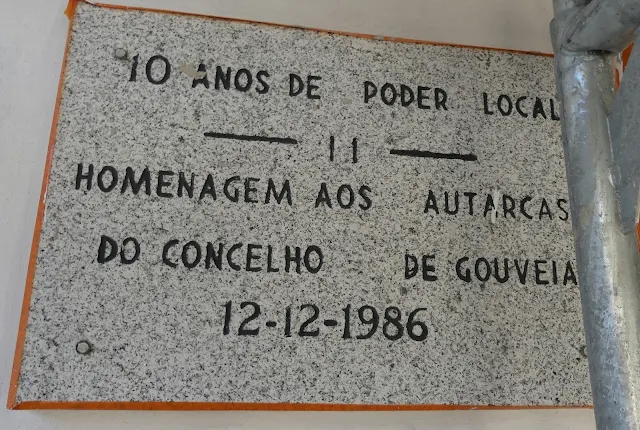 10 ANOS DE PODER LOCAL
II
HOMENAGEM AOS AUTARCAS
DO CONCELHO DE GOUVEIA
12-12-1986